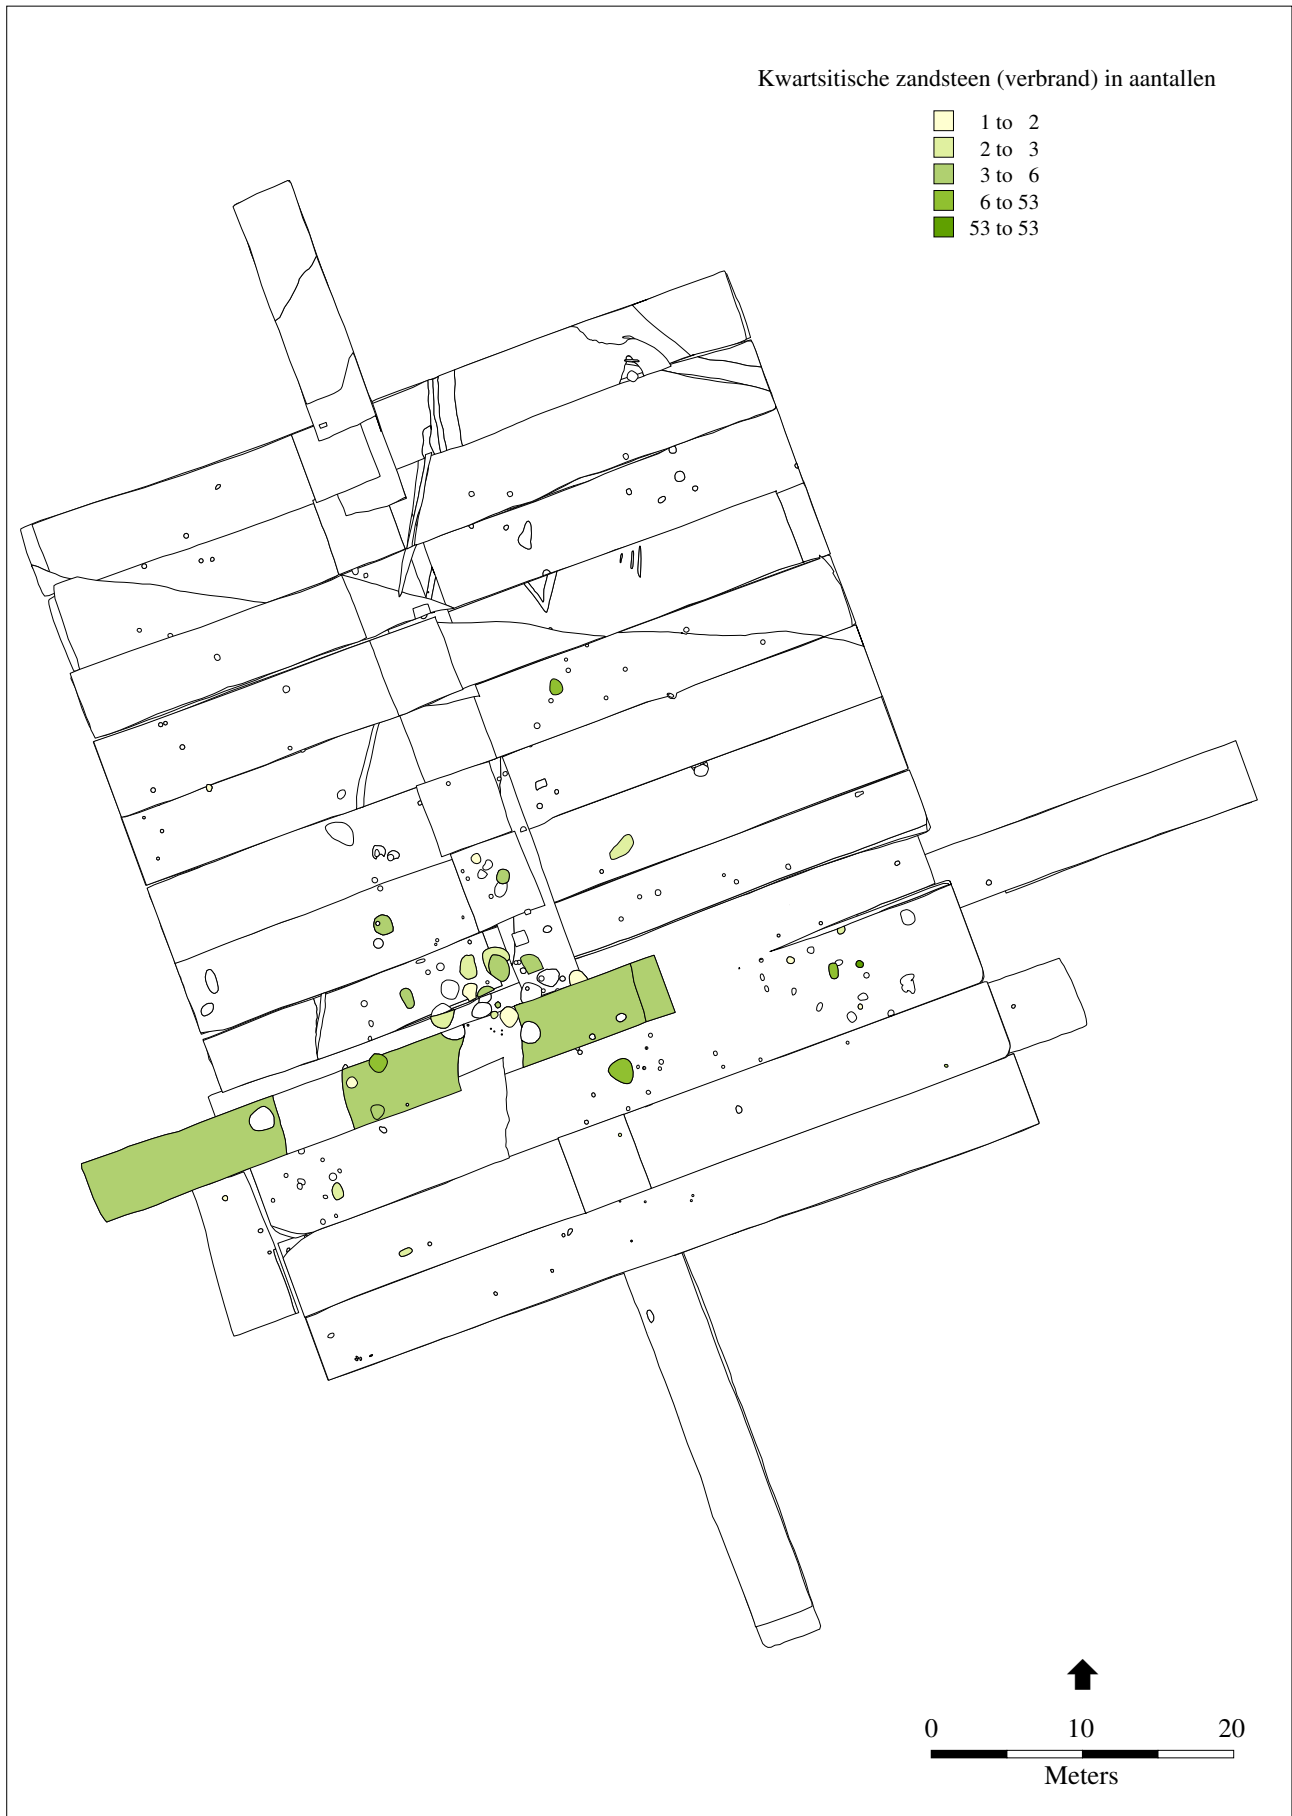 Kwartsitische zandsteen (verbrand) in aantallen
1 to 2
2 to 3
3 to 6
6 to 53
53 to 53
0 10 20
Meters